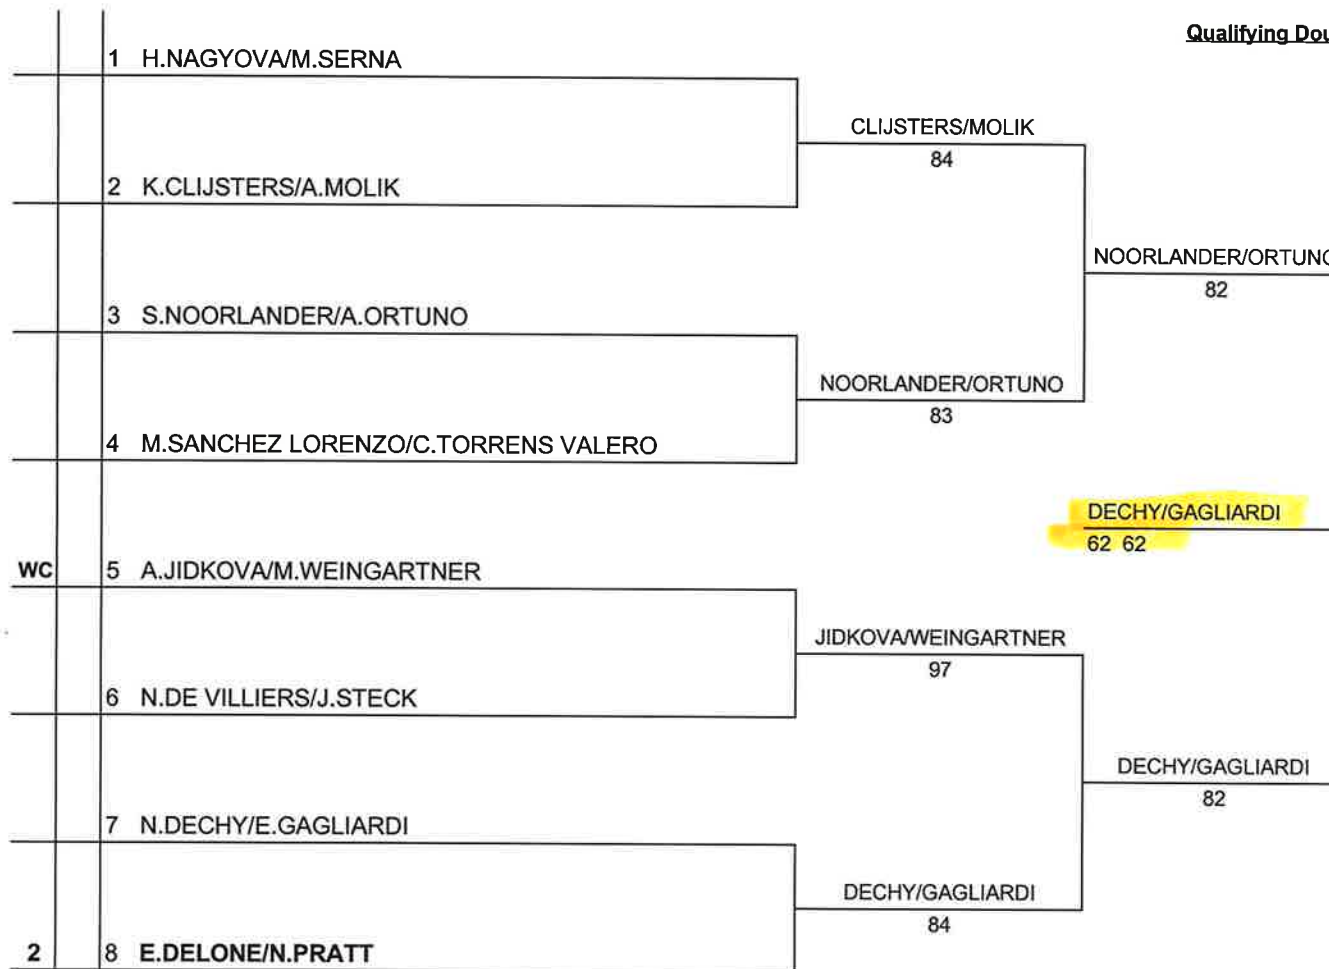 Qualifying Dou
1 H.NAGYOVA/M.SERNA
CLIJSTERS/MOLIK
84
2 K.CLIJSTERS/A.MOLIK
NOORLANDER/ORTUNO
82
3 S.NOORLANDER/A.ORTUNO
NOORLANDER/ORTUNO
83
4 M.SANCHEZ LORENZO/C.TORRENS VALERO
DECHY/GAGLIARDI
62 62
WC 5 A.JIDKOVA/M.WEINGARTNER
JIDKOVA/WEINGARTNER
97
6 N.DE VILLIERS/J.STECK
DECHY/GAGLIARDI
82
7 N.DECHY/E.GAGLIARDI
DECHY/GAGLIARDI
84
2 8 E.DELONE/N.PRATT